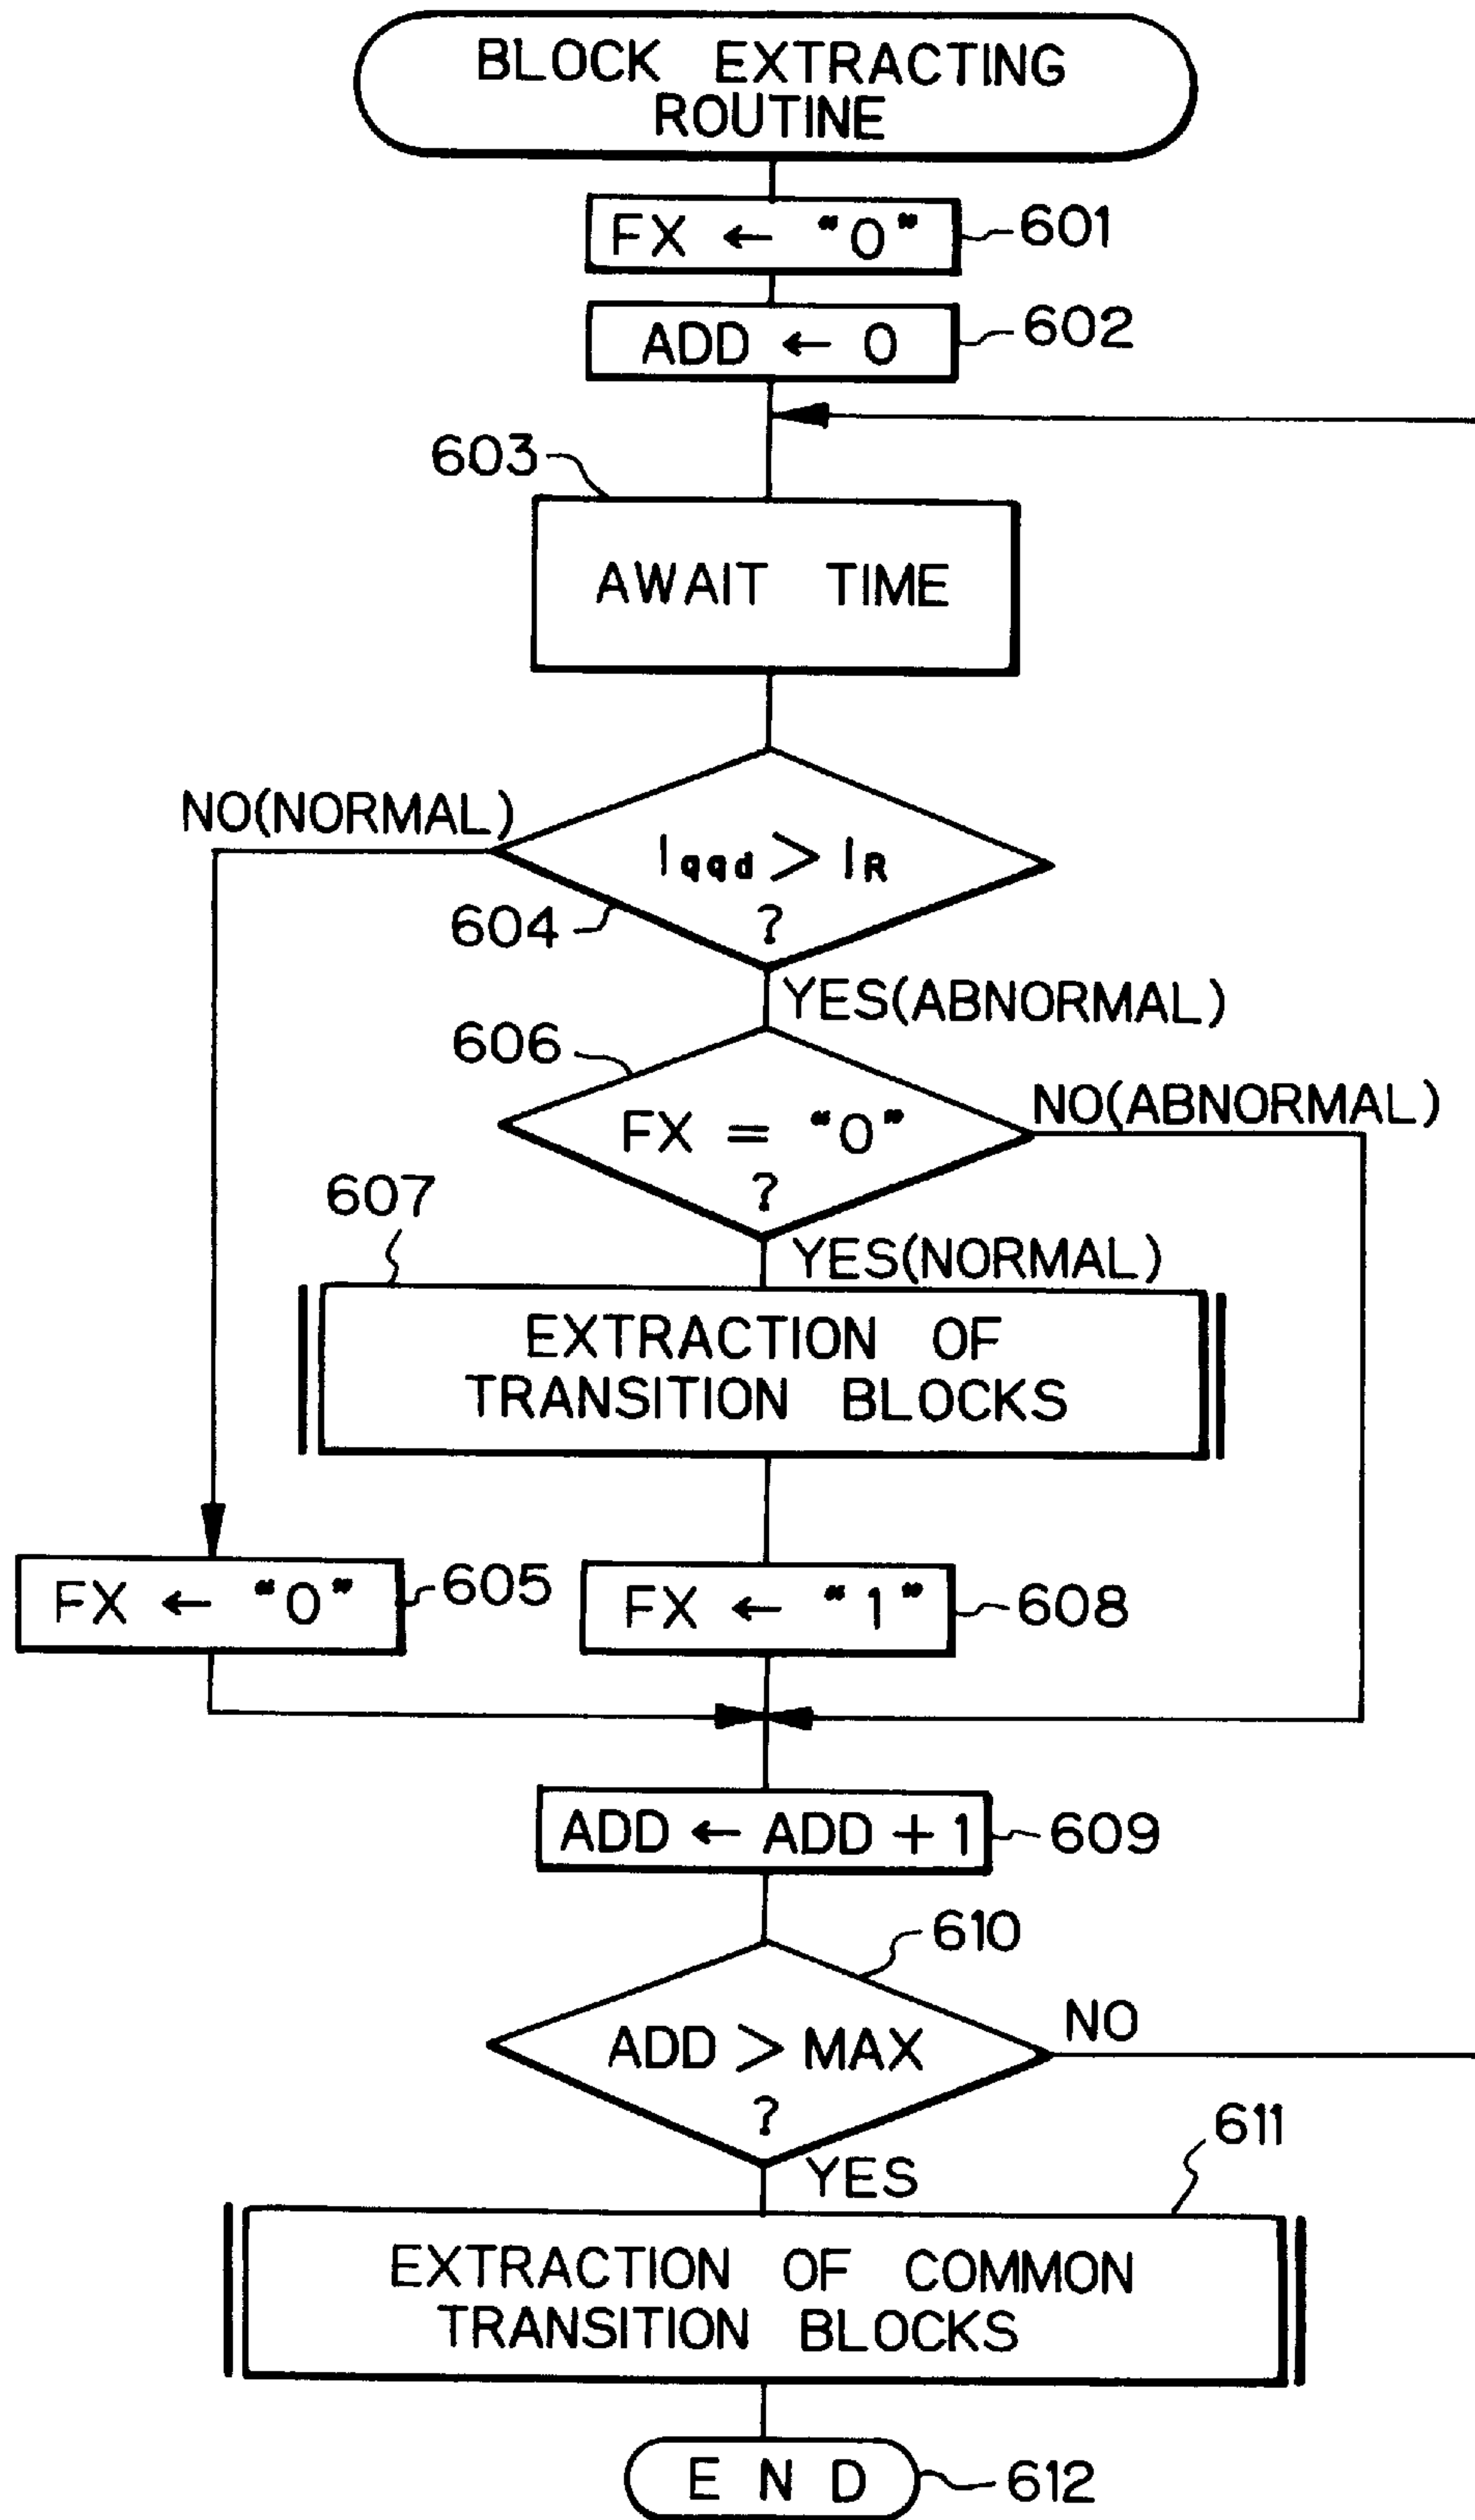 BLOCK EXTRACTING
ROUTINE
FX ← "0"
601
ADD ← 0
602
603
AWAIT TIME
NO(NORMAL)
Iqqd > IR
?
604
YES(ABNORMAL)
606
FX = "0"
?
NO(ABNORMAL)
607
YES(NORMAL)
EXTRACTION OF
TRANSITION BLOCKS
FX ← "0"
605
FX ← "1"
608
ADD ← ADD + 1
609
610
ADD > MAX
?
NO
YES
611
EXTRACTION OF COMMON
TRANSITION BLOCKS
E N D
612